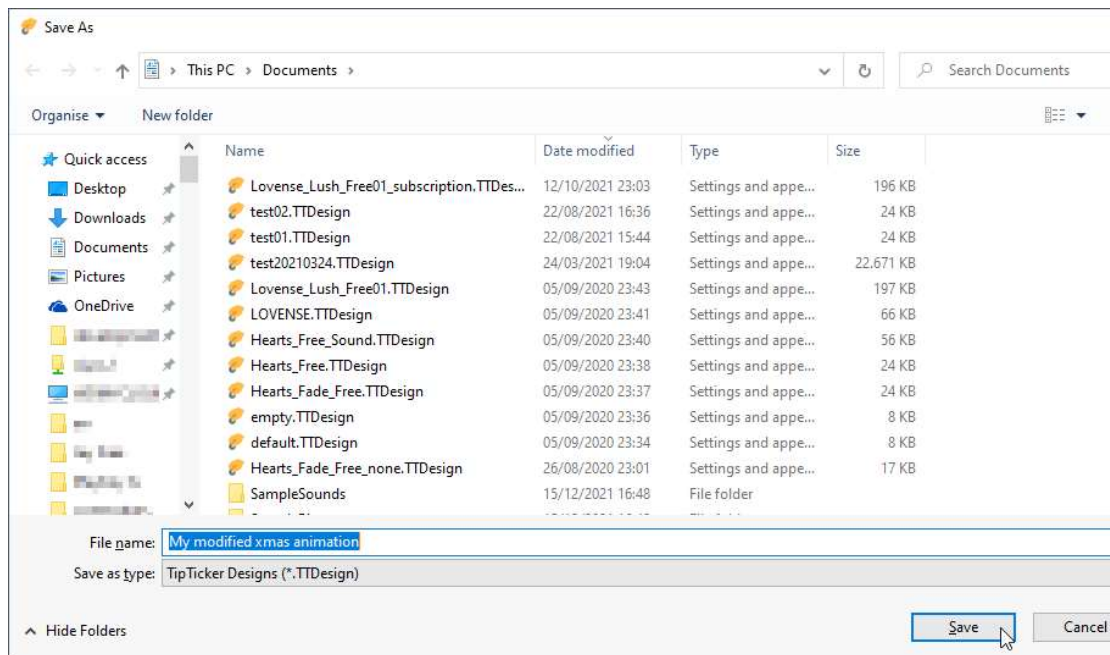 Save As
This PC > Documents >
Search Documents
Organise
New folder
Name Date modified Type Size
Quick access
Desktop
Downloads
Documents
Pictures
OneDrive
Lovense_Lush_Free01_subscription.TTDes... 12/10/2021 23:03 Settings and appe... 196 KB
test02.TTDesign 22/08/2021 16:36 Settings and appe... 24 KB
test01.TTDesign 22/08/2021 15:44 Settings and appe... 24 KB
test20210324.TTDesign 24/03/2021 19:04 Settings and appe... 22.671 KB
Lovense_Lush_Free01.TTDesign 05/09/2020 23:43 Settings and appe... 197 KB
LOVENSE.TTDesign 05/09/2020 23:41 Settings and appe... 66 KB
Hearts_Free_Sound.TTDesign 05/09/2020 23:40 Settings and appe... 56 KB
Hearts_Free.TTDesign 05/09/2020 23:38 Settings and appe... 24 KB
Hearts_Fade_Free.TTDesign 05/09/2020 23:37 Settings and appe... 24 KB
empty.TTDesign 05/09/2020 23:36 Settings and appe... 8 KB
default.TTDesign 05/09/2020 23:34 Settings and appe... 8 KB
Hearts_Fade_Free_none.TTDesign 26/08/2020 23:01 Settings and appe... 17 KB
SampleSounds 15/12/2021 16:48 File folder
File name: My modified xmas animation
Save as type: TipTicker Designs (*.TTDesign)
Hide Folders
Save
Cancel